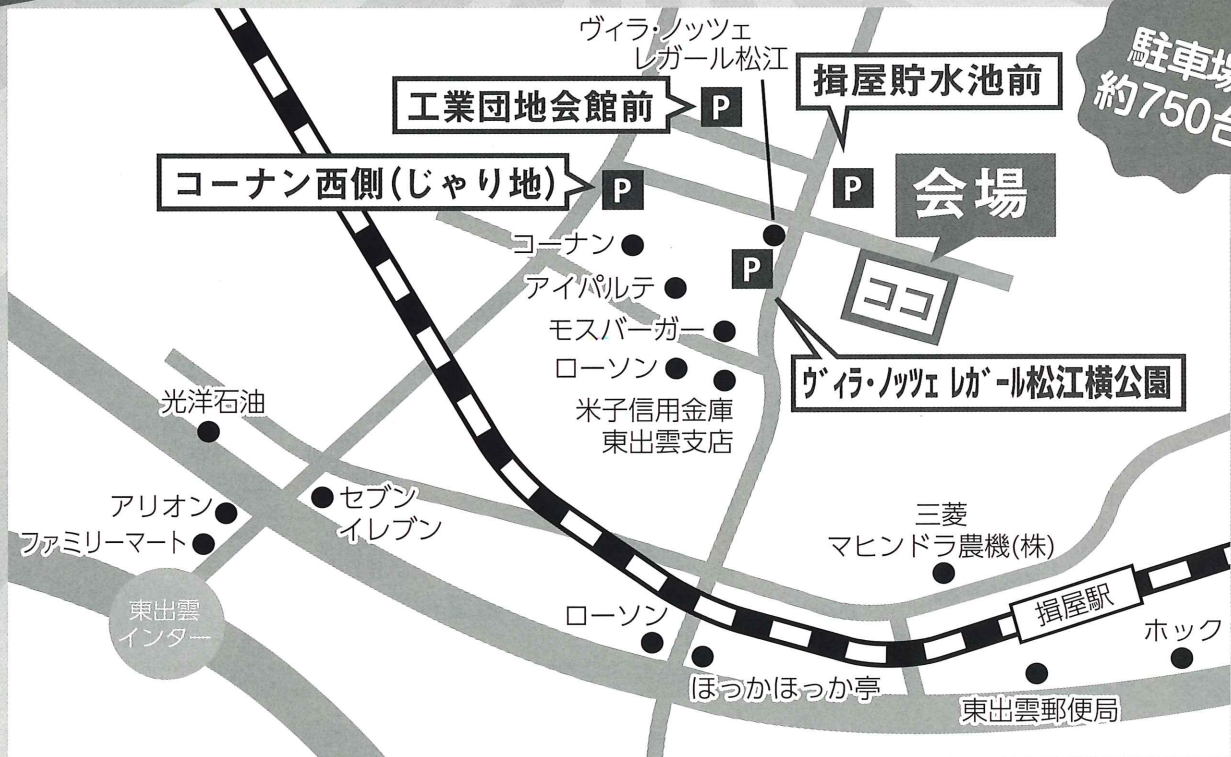 ヴィラ・ノッツェ
レガール松江
駐車場
約750台
揖屋貯水池前
工業団地会館前
P
コーナン西側(じゃり地)
P
P
会場
コーナン
P
アイパルテ
ココ
モスバーガー
ローソン
ヴィラ・ノッツェ レガール松江横公園
米子信用金庫
東出雲支店
光洋石油
アリオン
セブン
イレブン
ファミリーマート
三菱
マヒンドラ農機(株)
東出雲
インター
ローソン
揖屋駅
ホック
ほっかほっか亭
東出雲郵便局